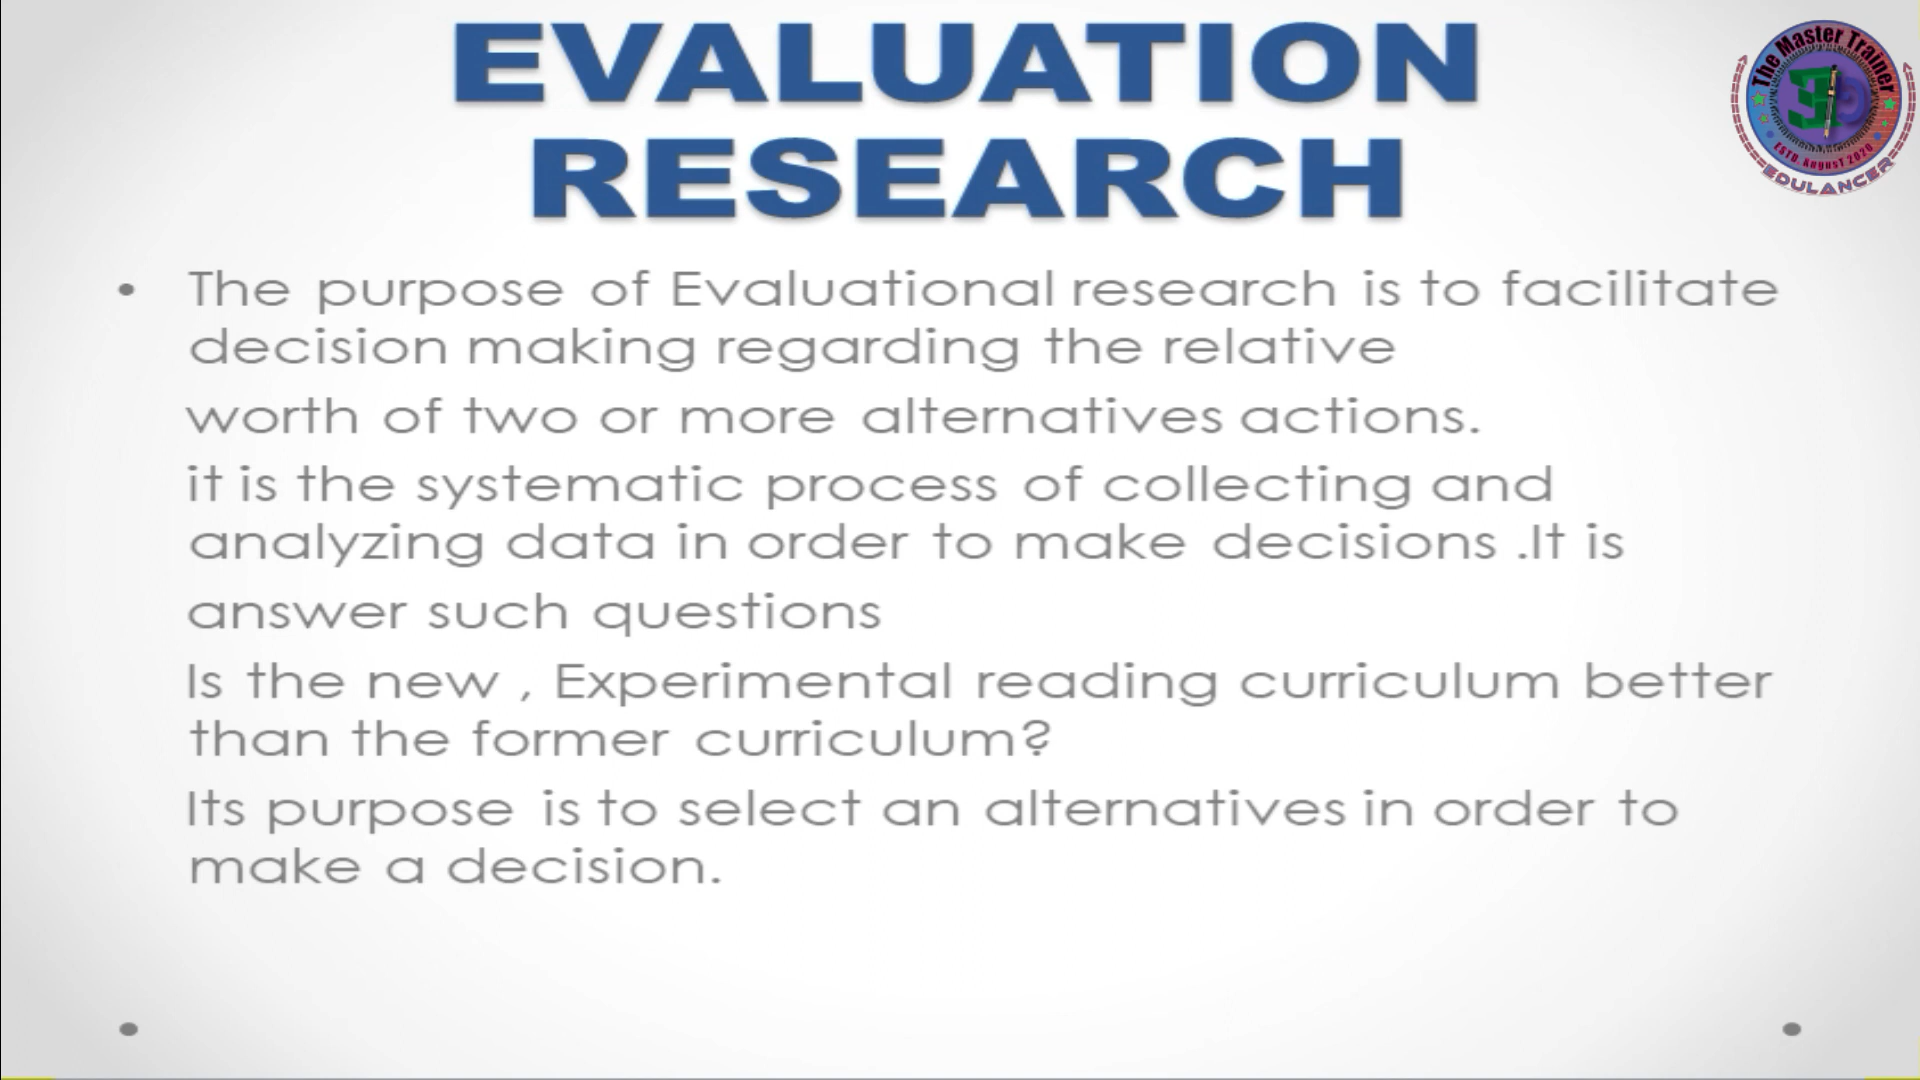 EVALUATION
RESEARCH
The Master Trainer
ESTD. August 2020
EDULANCER
• The purpose of Evaluational research is to facilitate
decision making regarding the relative
worth of two or more alternatives actions.
it is the systematic process of collecting and
analyzing data in order to make decisions .It is
answer such questions
Is the new , Experimental reading curriculum better
than the former curriculum?
Its purpose is to select an alternatives in order to
make a decision.